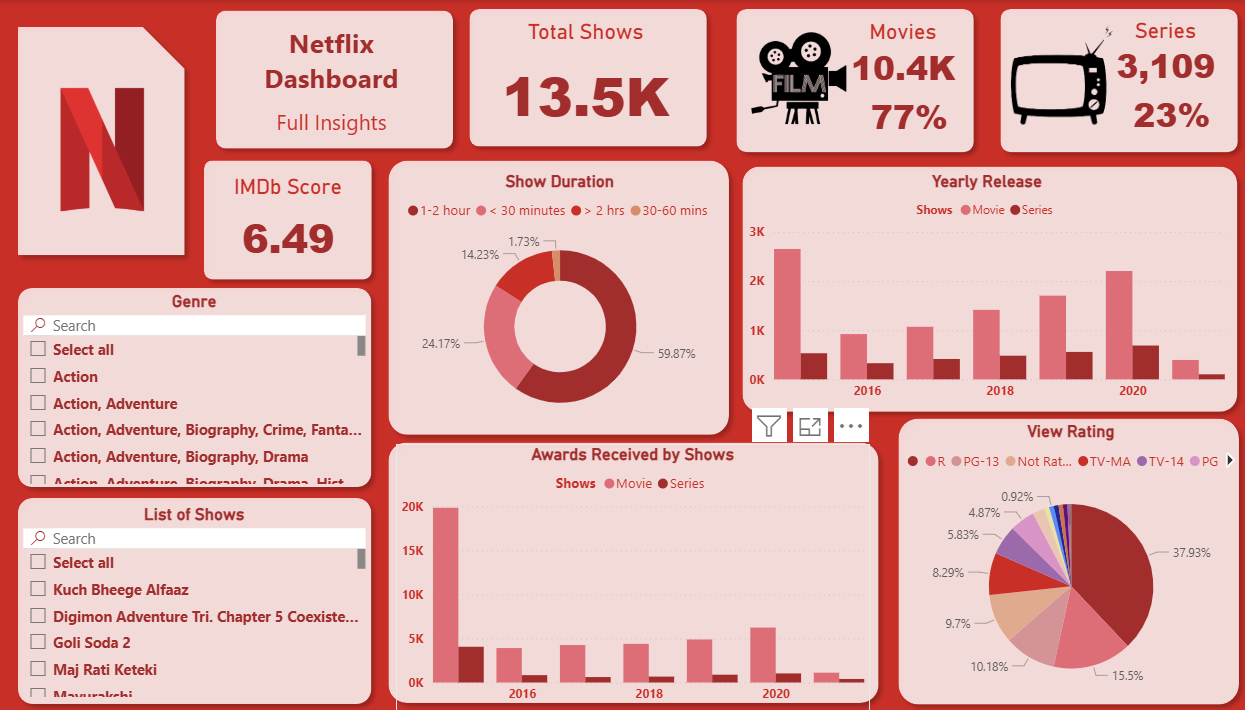 Netflix
Dashboard
Full Insights
Total Shows
13.5K
FILM
Movies
10.4K
77%
Series
3,109
23%
IMDb Score
6.49
Show Duration
1-2 hour < 30 minutes > 2 hrs 30-60 mins
1.73%
14.23%
24.17%
59.87%
Yearly Release
Shows Movie Series
3K
2K
1K
0K
2016 2018 2020
Genre
Search
Select all
Action
Action, Adventure
Action, Adventure, Biography, Crime, Fanta...
Action, Adventure, Biography, Drama
Action, Adventure, Biography, Drama, Hist
List of Shows
Search
Select all
Kuch Bheege Alfaaz
Digimon Adventure Tri. Chapter 5 Coexiste...
Goli Soda 2
Maj Rati Keteki
Mayurakshi
Awards Received by Shows
Shows Movie Series
20K
15K
10K
5K
0K
2016 2018 2020
View Rating
R PG-13 Not Rat... TV-MA TV-14 PG
0.92%
4.87%
5.83%
8.29%
9.7%
10.18%
15.5%
37.93%